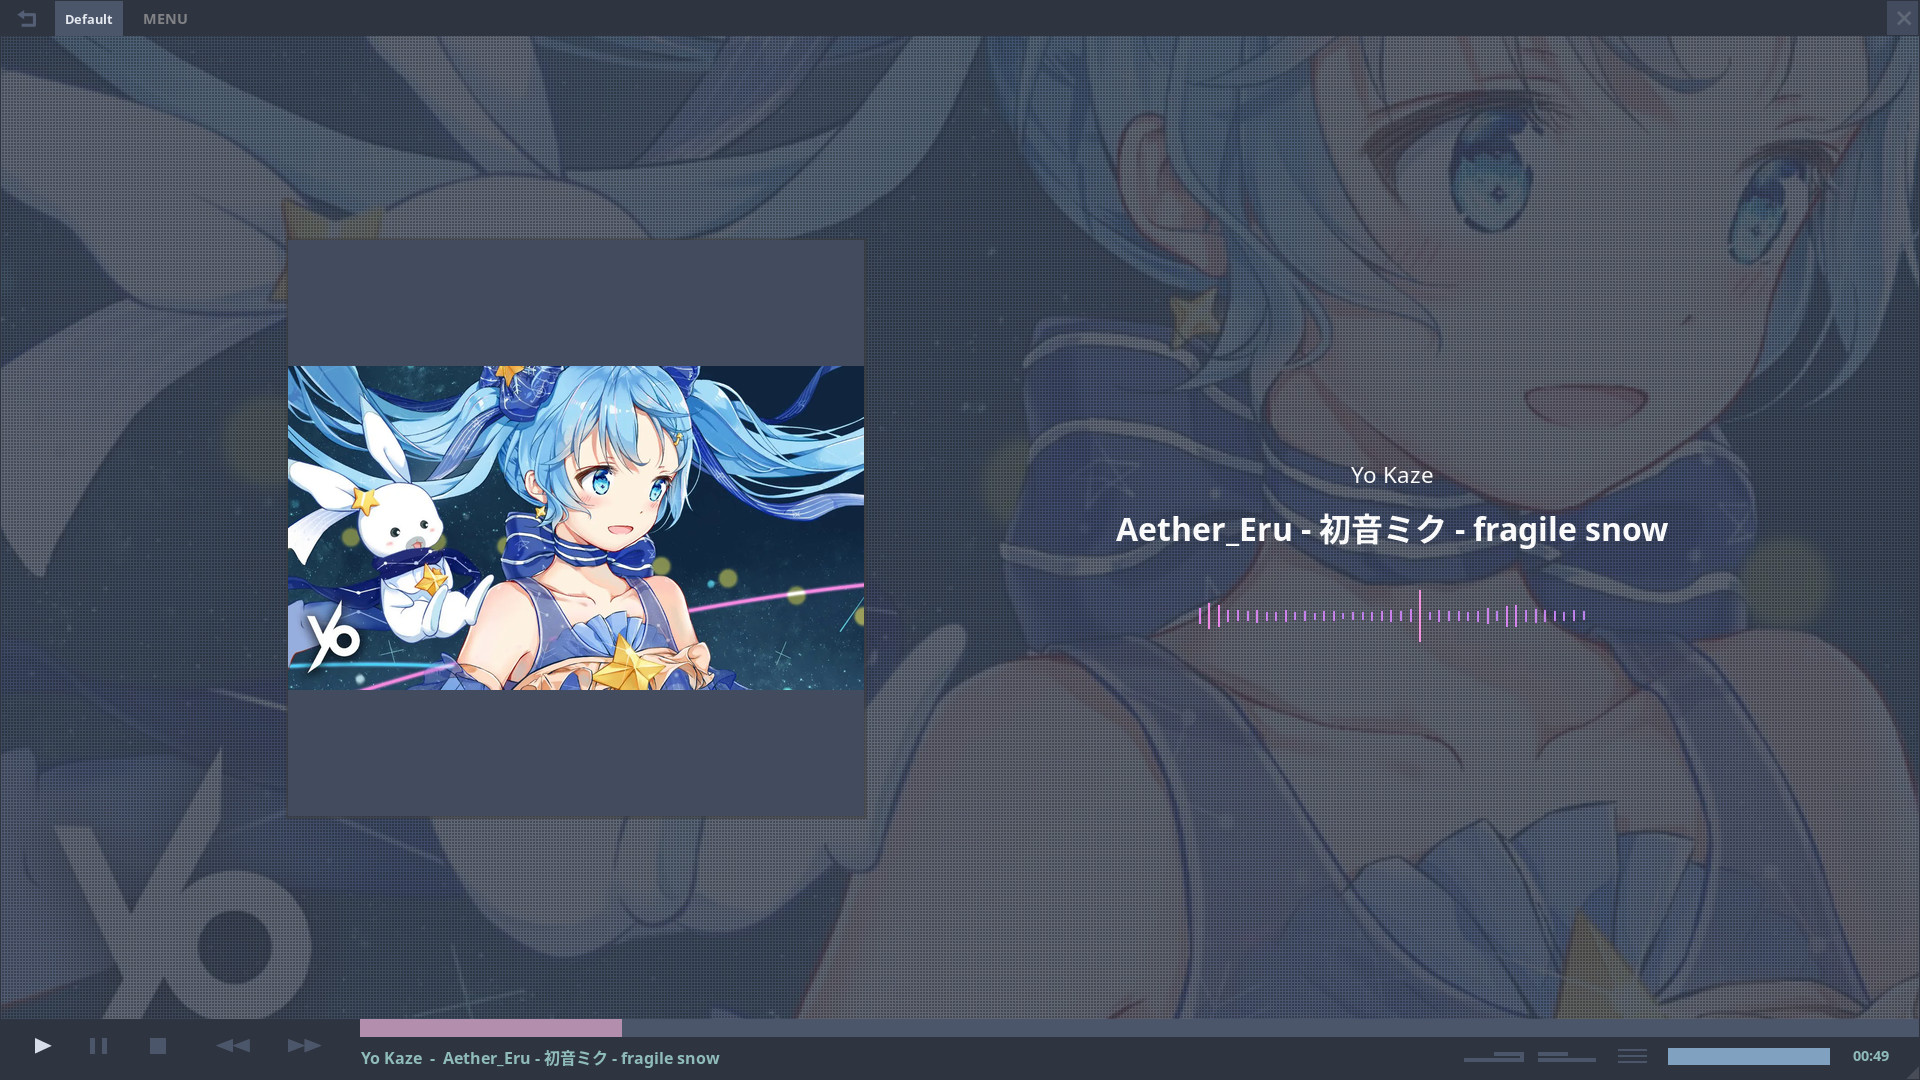 Default MENU
Yo Kaze
Aether_Eru - 初音ミク - fragile snow
Yo
Yo Kaze - Aether_Eru - 初音ミク - fragile snow
00:49